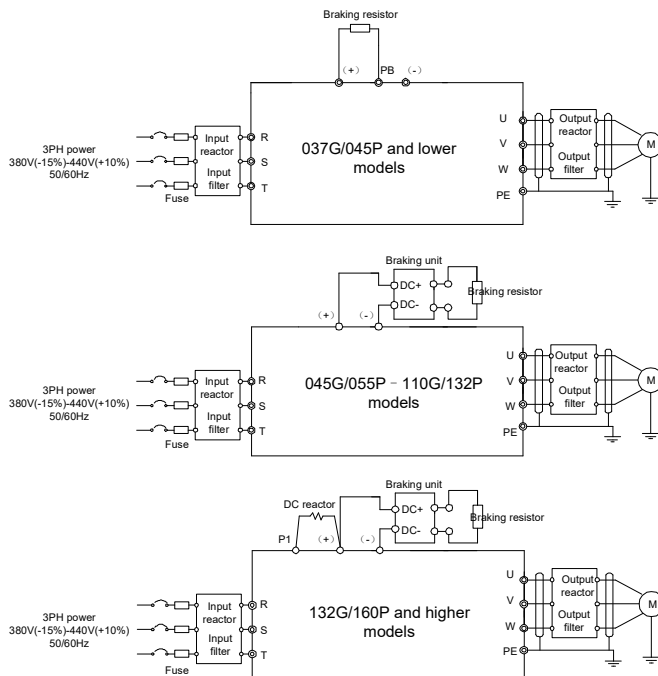 Braking resistor
(+) PB (-)
3PH power
380V(-15%)-440V(+10%)
50/60Hz
Fuse
Input
reactor
Input
filter
R
S
T
037G/045P and lower
models
U
V
W
PE
Output
reactor
Output
filter
M
Braking unit
DC+
DC-
Braking resistor
(+) (-)
3PH power
380V(-15%)-440V(+10%)
50/60Hz
Fuse
Input
reactor
Input
filter
R
S
T
045G/055P – 110G/132P
models
U
V
W
PE
Output
reactor
Output
filter
M
Braking unit
DC reactor
DC+
DC-
Braking resistor
P1 (+) (-)
3PH power
380V(-15%)-440V(+10%)
50/60Hz
Fuse
Input
reactor
Input
filter
R
S
T
132G/160P and higher
models
U
V
W
PE
Output
reactor
Output
filter
M